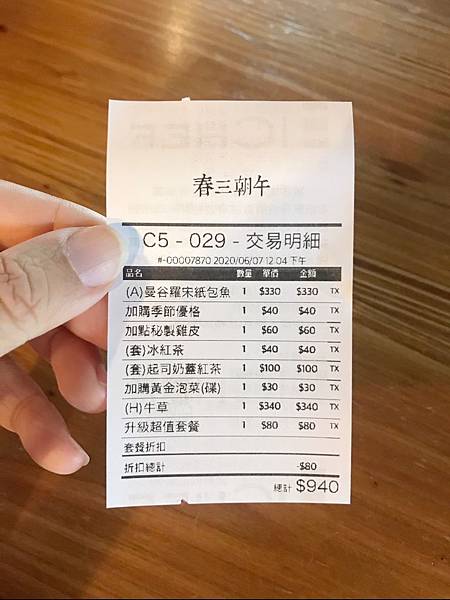 春三朝午
C5 - 029 - 交易明細
#-00007870 2020/06/07 12:04 下午
品名 數量 單價 金額
(A)曼谷羅宋紙包魚 1 $330 $330 TX
加購季節優格 1 $40 $40 TX
加點秘製雞皮 1 $60 $60 TX
(套)冰紅茶 1 $40 $40 TX
(套)起司奶蓋紅茶 1 $100 $100 TX
加購黃金泡菜(碟) 1 $30 $30 TX
(H)牛草 1 $340 $340 TX
升級超值套餐 1 $80 $80 TX
套餐折扣
折扣總計 -$80
總計 $940